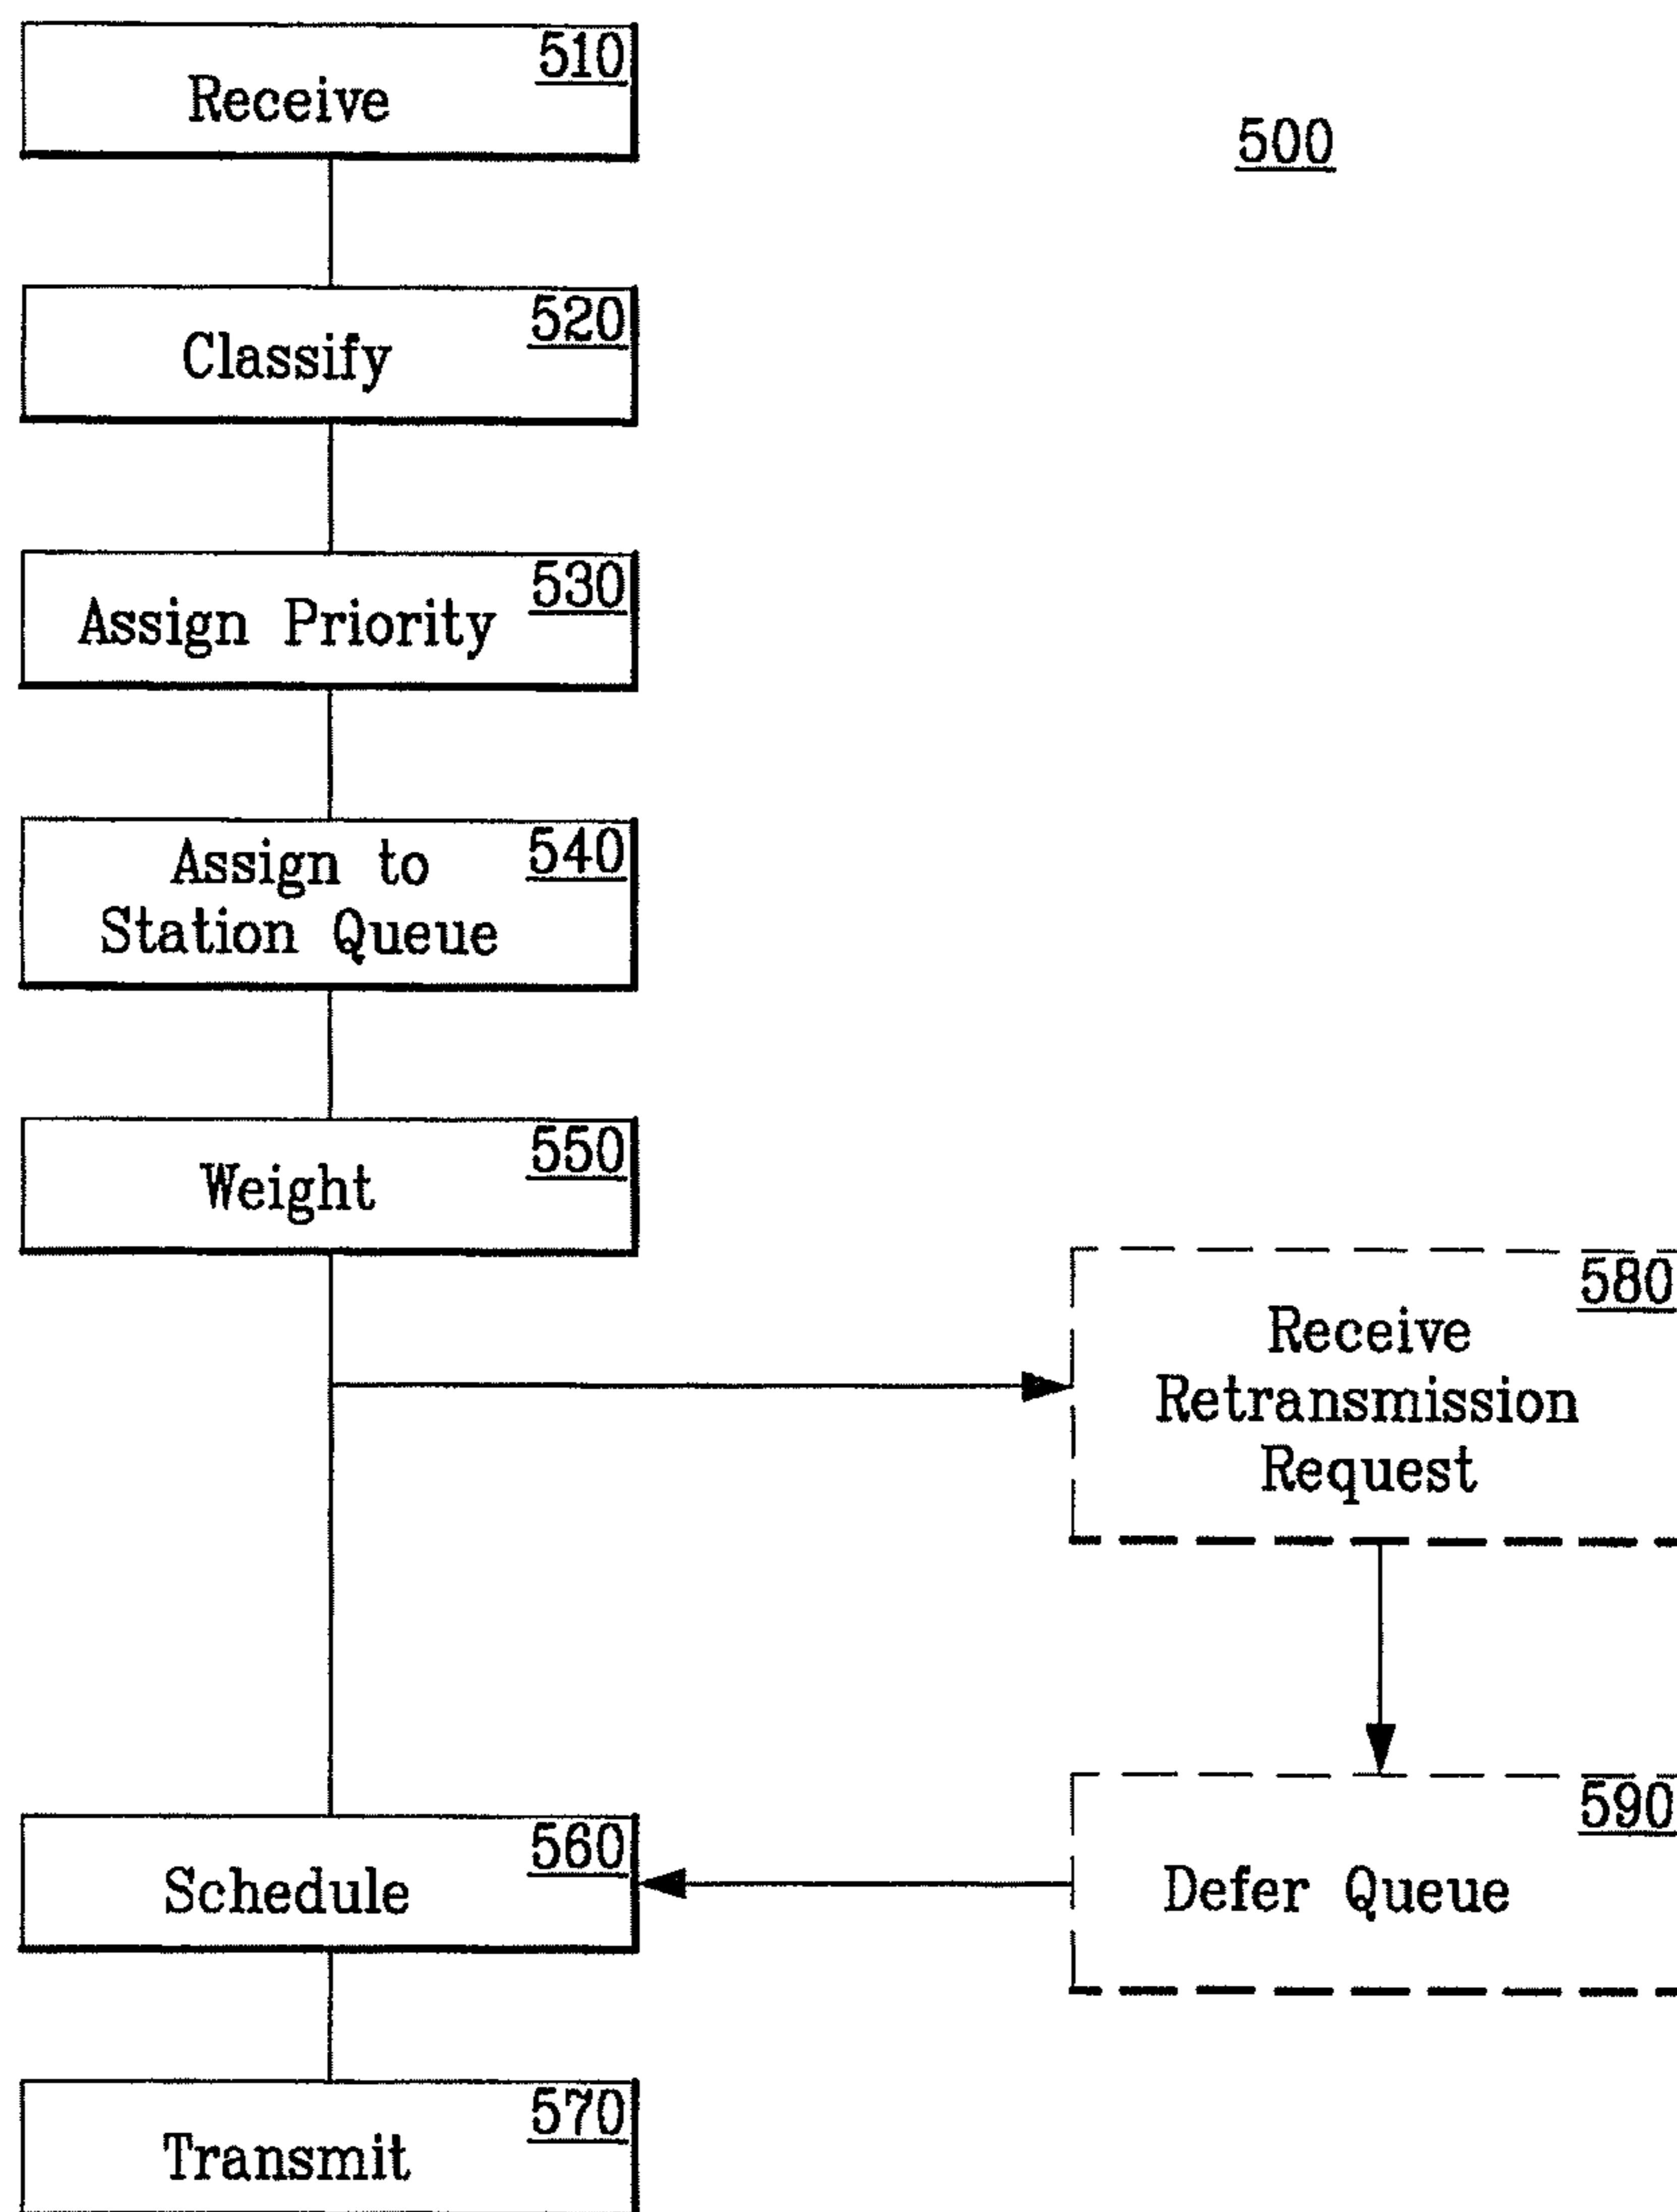 510
Receive
500
520
Classify
530
Assign Priority
540
Assign to
Station Queue
550
Weight
580
Receive
Retransmission
Request
590
Defer Queue
560
Schedule
570
Transmit